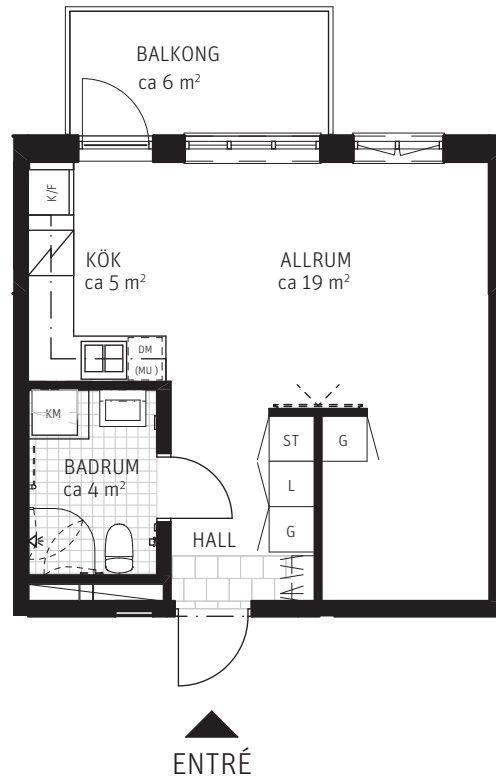 BALKONG
ca 6 m²
K/F
KÖK
ca 5 m²
ALLRUM
ca 19 m²
DM
(MU)
KM
ST
G
BADRUM
ca 4 m²
L
G
HALL
ENTRÉ